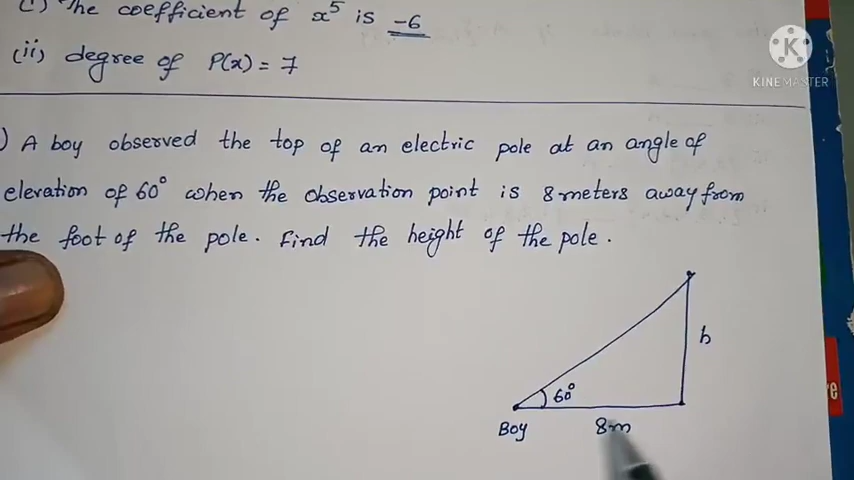 (i) The coefficient of x⁵ is -6
(ii) degree of P(x) = 7
K
KINEMASTER
) A boy observed the top of an electric pole at an angle of
elevation of 60° when the observation point is 8 meters away from
the foot of the pole. Find the height of the pole.
h
60°
Boy
8m